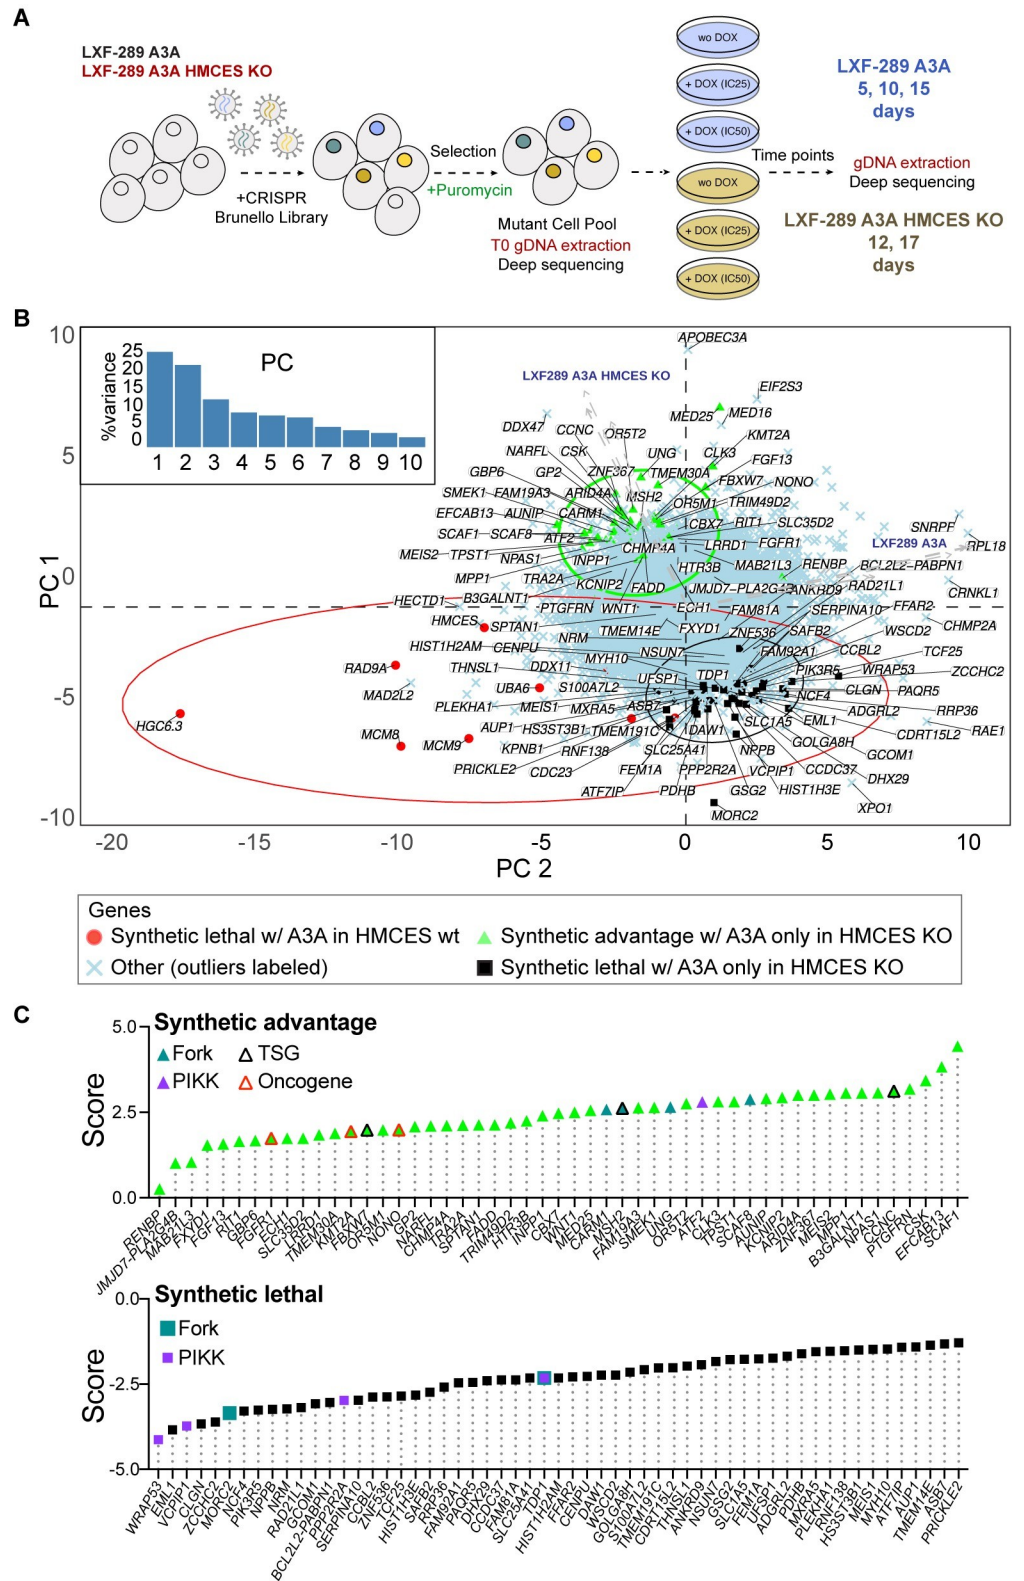 A
LXF-289 A3A
LXF-289 A3A HMCES KO
+CRISPR
Brunello Library
Selection
+Puromycin
Mutant Cell Pool
T0 gDNA extraction
Deep sequencing
wo DOX
+ DOX (IC25)
+ DOX (IC50)
wo DOX
+ DOX (IC25)
+ DOX (IC50)
Time points
LXF-289 A3A
5, 10, 15
days
gDNA extraction
Deep sequencing
LXF-289 A3A HMCES KO
12, 17
days
B
PC 1
10
5
0
-5
-10
%variance
25
20
15
10
5
0
PC
1 2 3 4 5 6 7 8 9 10
APOBEC3A
LXF289 A3A HMCES KO
EIF2S3
MED25 MED16
DDX47 CCNC OR5T2 KMT2A
NARFL CSK UNG CLK3 FGF13
GBP6 GP2 ZNF367 TMEM30A FBXW7 NONO
SMEK1 FAM19A3 ARID4A MSH2 OR5M1 TRIM49D2
EFCAB13 AUNIP CARM1 CBX7 RIT1 SLC35D2
SCAF1 SCAF8 ATF2 SNRPF
LXF289 A3A RPL18
MEIS2 TPST1 NPAS1 INPP1 CHMP4A LRRD1 FGFR1
MPP1 TRA2A KCNIP2 HTR3B MAB21L3 RENBP BCL2L2-PABPN1
FADD JMJD7-PLA2G4B ANKRD9 RAD21L1 CRNKL1
HECTD1 B3GALNT1 PTGFRN WNT1 ECH1 FAM81A SERPINA10 FFAR2
HMCES SPTAN1 TMEM14E FXYD1 ZNF536 SAFB2 WSCD2 CHMP2A
HIST1H2AM CENPU NRM NSUN7 FAM92A1 CCBL2 TCF25
RAD9A THNSL1 DDX11 MYH10 UFSP1 TDP1 PIK3R5 WRAP53 ZCCHC2
MAD2L2 UBA6 S100A7L2 NCF4 CLGN PAQR5
PLEKHA1 MEIS1 MXRA5 ASB7 SLC1A5 EML1 ADGRL2 RRP36
HGC6.3 AUP1 HS3ST3B1 TMEM191C DAW1 CDRT15L2 RAE1
MCM8 MCM9 KPNB1 RNF138 SLC25A41 NPPB GOLGA8H GCOM1
PRICKLE2 CDC23 FEM1A PPP2R2A VCPIP1 CCDC37 DHX29
ATF7IP PDHB GSG2 HIST1H3E XPO1
MORC2
-20 -15 -10 -5 0 5 10
PC 2
Genes
Synthetic lethal w/ A3A in HMCES wt
Synthetic advantage w/ A3A only in HMCES KO
Other (outliers labeled)
Synthetic lethal w/ A3A only in HMCES KO
C
Synthetic advantage
Fork TSG
PIKK Oncogene
Score
5.0
2.5
0.0
RENBP
JMJD7-PLA2G4B
MAB21L3
FXYD1
FGF13
RIT1
GBP6
FGFR1
ECH1
SLC35D2
LRRD1
TMEM30A
KMT2A
FBXW7
OR5M1
NONO
GP2
NARFL
CHMP4A
TRA2A
SPTAN1
FADD
TRIM49D2
HTR3B
INPP1
CBX7
WNT1
MED25
CARM1
MSH2
FAM19A3
SMEK1
UNG
OR5T2
ATF2
CLK3
TPST1
SCAF8
AUNIP
KCNIP2
ARID4A
ZNF367
MEIS2
MPP1
B3GALNT1
NPAS1
CCNC
PTGFRN
CSK
EFCAB13
SCAF1
Synthetic lethal
Fork
PIKK
Score
0.0
-2.5
-5.0
WRAP53
EML1
VCPIP1
CLGN
ZCCHC2
MORC2
NCF4
PIK3R5
NPPB
NRM
RAD21L1
GCOM1
BCL2L2-PABPN1
PPP2R2A
SERPINA10
CCBL2
ZNF536
TCF25
HIST1H3E
SAFB2
RRP36
FAM92A1
PAQR5
DHX29
CCDC37
FAM81A
SLC25A41
TDP1
HIST1H2AM
FFAR2
CENPU
DAW1
WSCD2
GOLGA8H
S100A7L2
TMEM191C
CDRT15L2
THNSL1
ANKRD9
NSUN7
GSG2
SLC1A5
FEM1A
UFSP1
ADGRL2
PDHB
MXRA5
PLEKHA1
RNF138
HS3ST3B1
MEIS1
MYH10
ATF7IP
AUP1
TMEM14E
ASB7
PRICKLE2